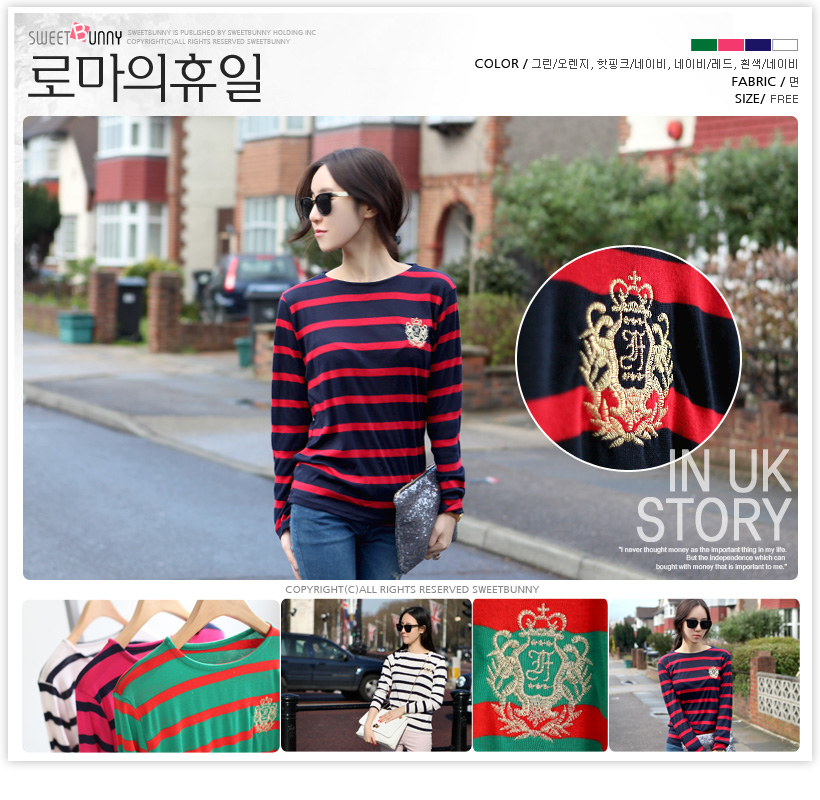 SWEETBUNNY
SWEETBUNNY IS PUBLISHED BY SWEETBUNNY HOLDING INC
COPYRIGHT(C)ALL RIGHTS RESERVED SWEETBUNNY
로마의휴일
COLOR / 그린/오렌지, 핫핑크/네이비, 네이비/레드, 흰색/네이비
FABRIC / 면
SIZE/ FREE
IN UK
STORY
"I never thought money as the important thing in my life.
But the independence which can
bought with money that is important to me."
COPYRIGHT(C)ALL RIGHTS RESERVED SWEETBUNNY